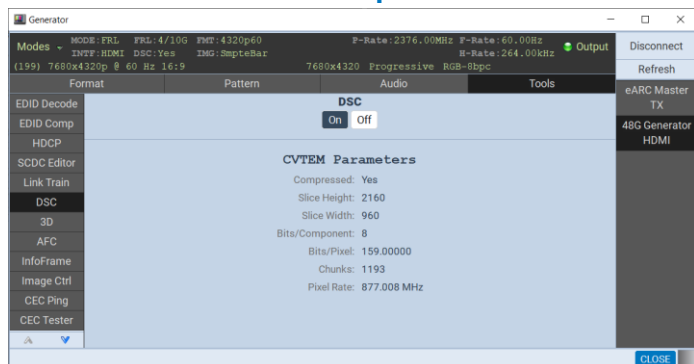 Generator
Modes
MODE:FRL FRL:4/10G FMT:4320p60 P-Rate:2376.00MHz F-Rate:60.00Hz
INTF:HDMI DSC:Yes IMG:SmpteBar H-Rate:264.00kHz
Output
(199) 7680x4320p @ 60 Hz 16:9 7680x4320 Progressive RGB-8bpc
Disconnect
Refresh
Format Pattern Audio Tools
eARC Master
TX
48G Generator
HDMI
EDID Decode
EDID Comp
HDCP
SCDC Editor
Link Train
DSC
3D
AFC
InfoFrame
Image Ctrl
CEC Ping
CEC Tester
DSC
On Off
CVTEM Parameters
Compressed: Yes
Slice Height: 2160
Slice Width: 960
Bits/Component: 8
Bits/Pixel: 159.00000
Chunks: 1193
Pixel Rate: 877.008 MHz
CLOSE